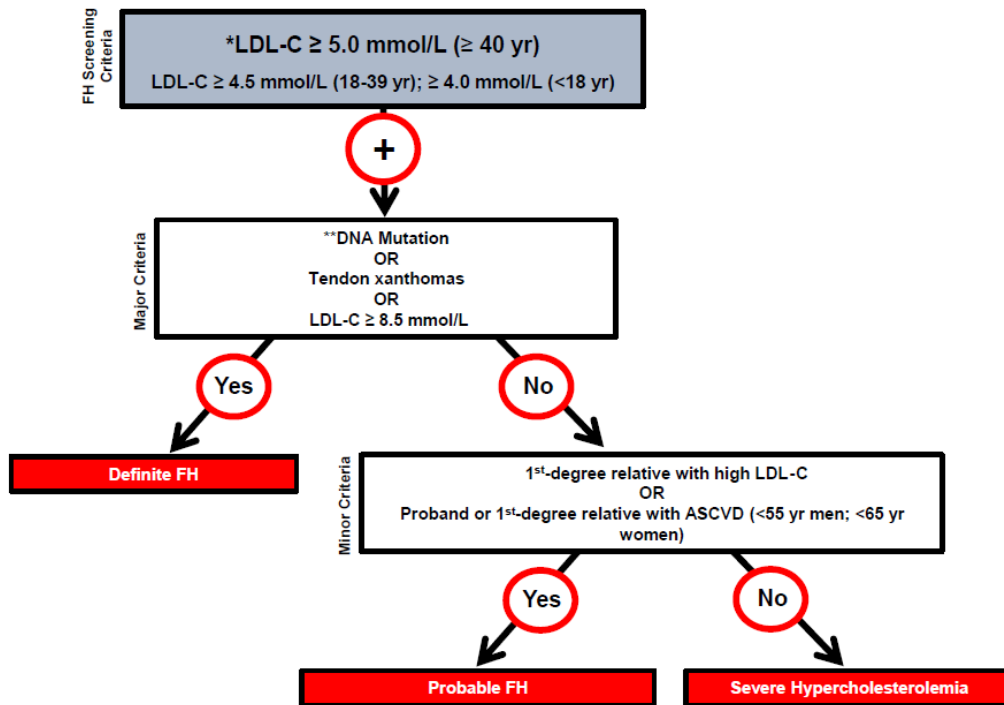 FH Screening
Criteria
*LDL-C ≥ 5.0 mmol/L (≥ 40 yr)
LDL-C ≥ 4.5 mmol/L (18-39 yr); ≥ 4.0 mmol/L (<18 yr)
+
Major Criteria
**DNA Mutation
OR
Tendon xanthomas
OR
LDL-C ≥ 8.5 mmol/L
Yes
No
Definite FH
Minor Criteria
1st-degree relative with high LDL-C
OR
Proband or 1st-degree relative with ASCVD (<55 yr men; <65 yr
women)
Yes
No
Probable FH
Severe Hypercholesterolemia